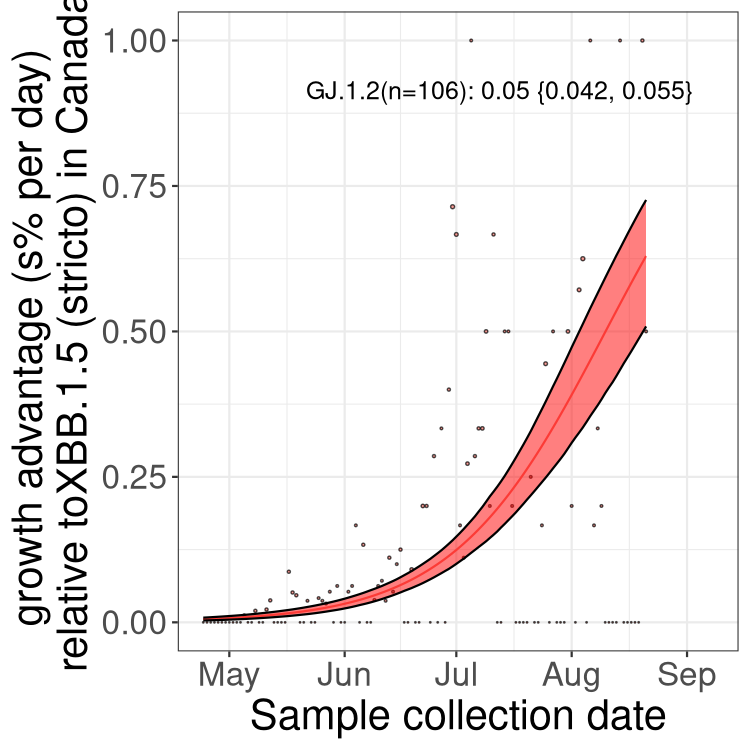 growth advantage (s% per day)
relative toXBB.1.5 (stricto) in Canada
1.00
0.75
0.50
0.25
0.00
GJ.1.2(n=106): 0.05 {0.042, 0.055}
May Jun Jul Aug Sep
Sample collection date